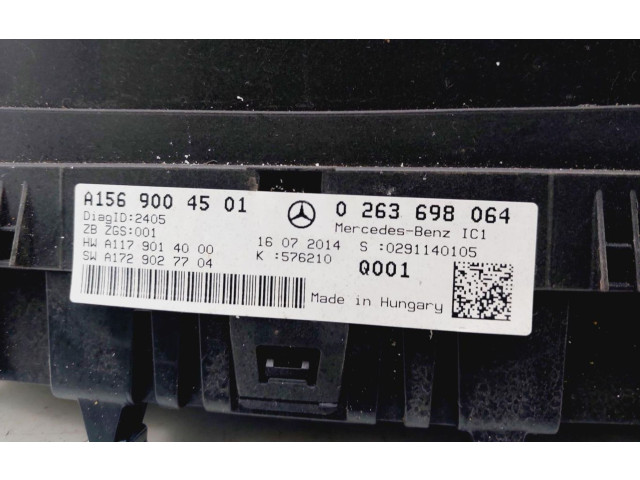 A156 900 45 01 0 263 698 064
DiagID:2405 Mercedes-Benz IC1
ZB ZGS:001
HW A117 901 40 00 16 07 2014 S :0291140105
SW A172 902 77 04 K :576210 Q001
Made in Hungary